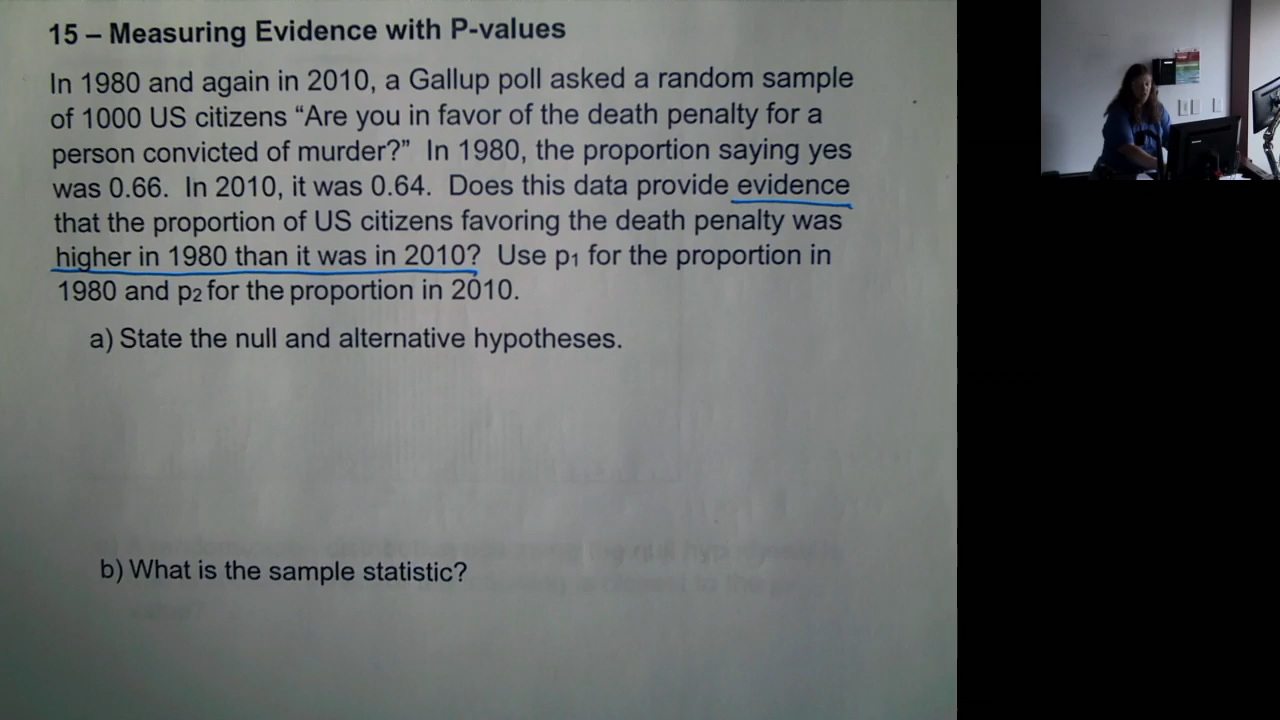 15 – Measuring Evidence with P-values
In 1980 and again in 2010, a Gallup poll asked a random sample
of 1000 US citizens “Are you in favor of the death penalty for a
person convicted of murder?”  In 1980, the proportion saying yes
was 0.66.  In 2010, it was 0.64.  Does this data provide evidence
that the proportion of US citizens favoring the death penalty was
higher in 1980 than it was in 2010?  Use p1 for the proportion in
1980 and p2 for the proportion in 2010.
a) State the null and alternative hypotheses.
b) What is the sample statistic?